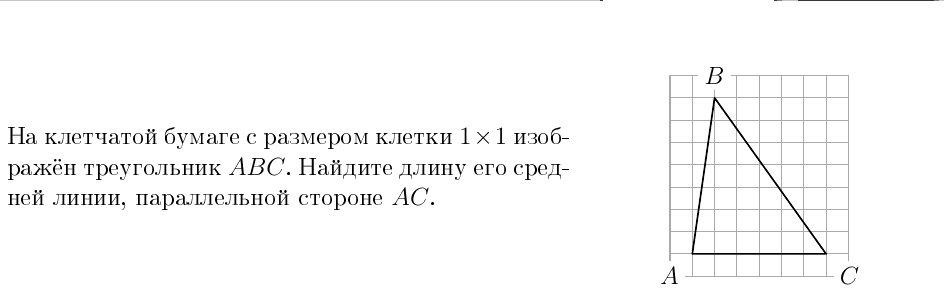 На клетчатой бумаге с размером клетки 1×1 изоб-
ражён треугольник ABC. Найдите длину его сред-
ней линии, параллельной стороне AC.
B
A
C